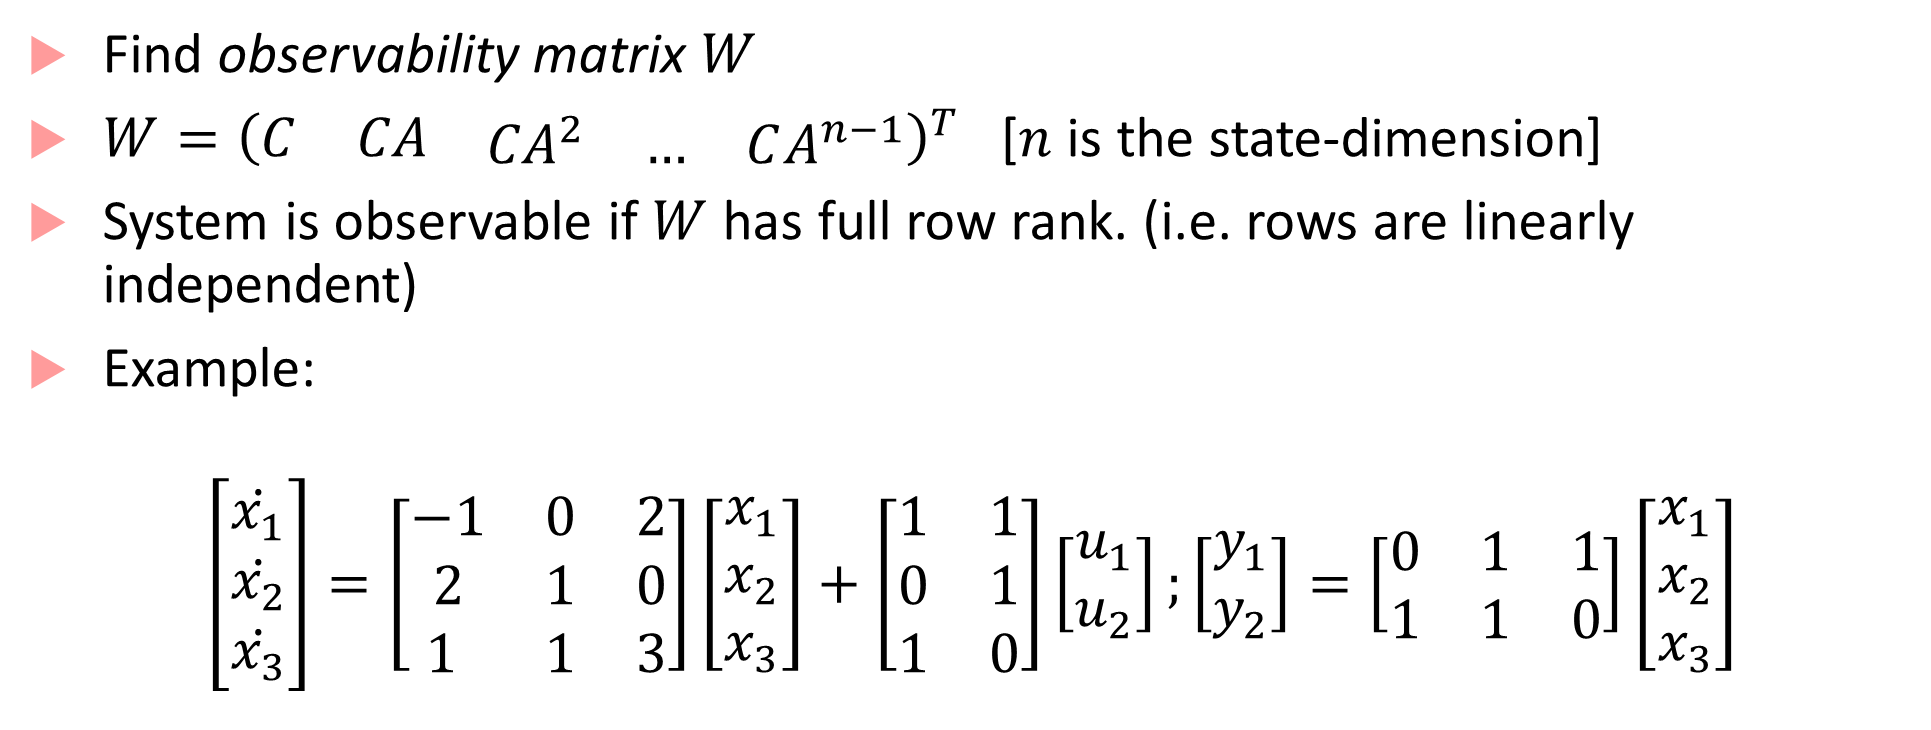 ▶ Find observability matrix W
▶ W = (C CA CA² … CAⁿ⁻¹)ᵀ [n is the state-dimension]
▶ System is observable if W has full row rank. (i.e. rows are linearly
independent)
▶ Example:
[ẋ₁; ẋ₂; ẋ₃] = [−1 0 2; 2 1 0; 1 1 3] [x₁; x₂; x₃] + [1 1; 0 1; 1 0] [u₁; u₂] ; [y₁; y₂] = [0 1 1; 1 1 0] [x₁; x₂; x₃]